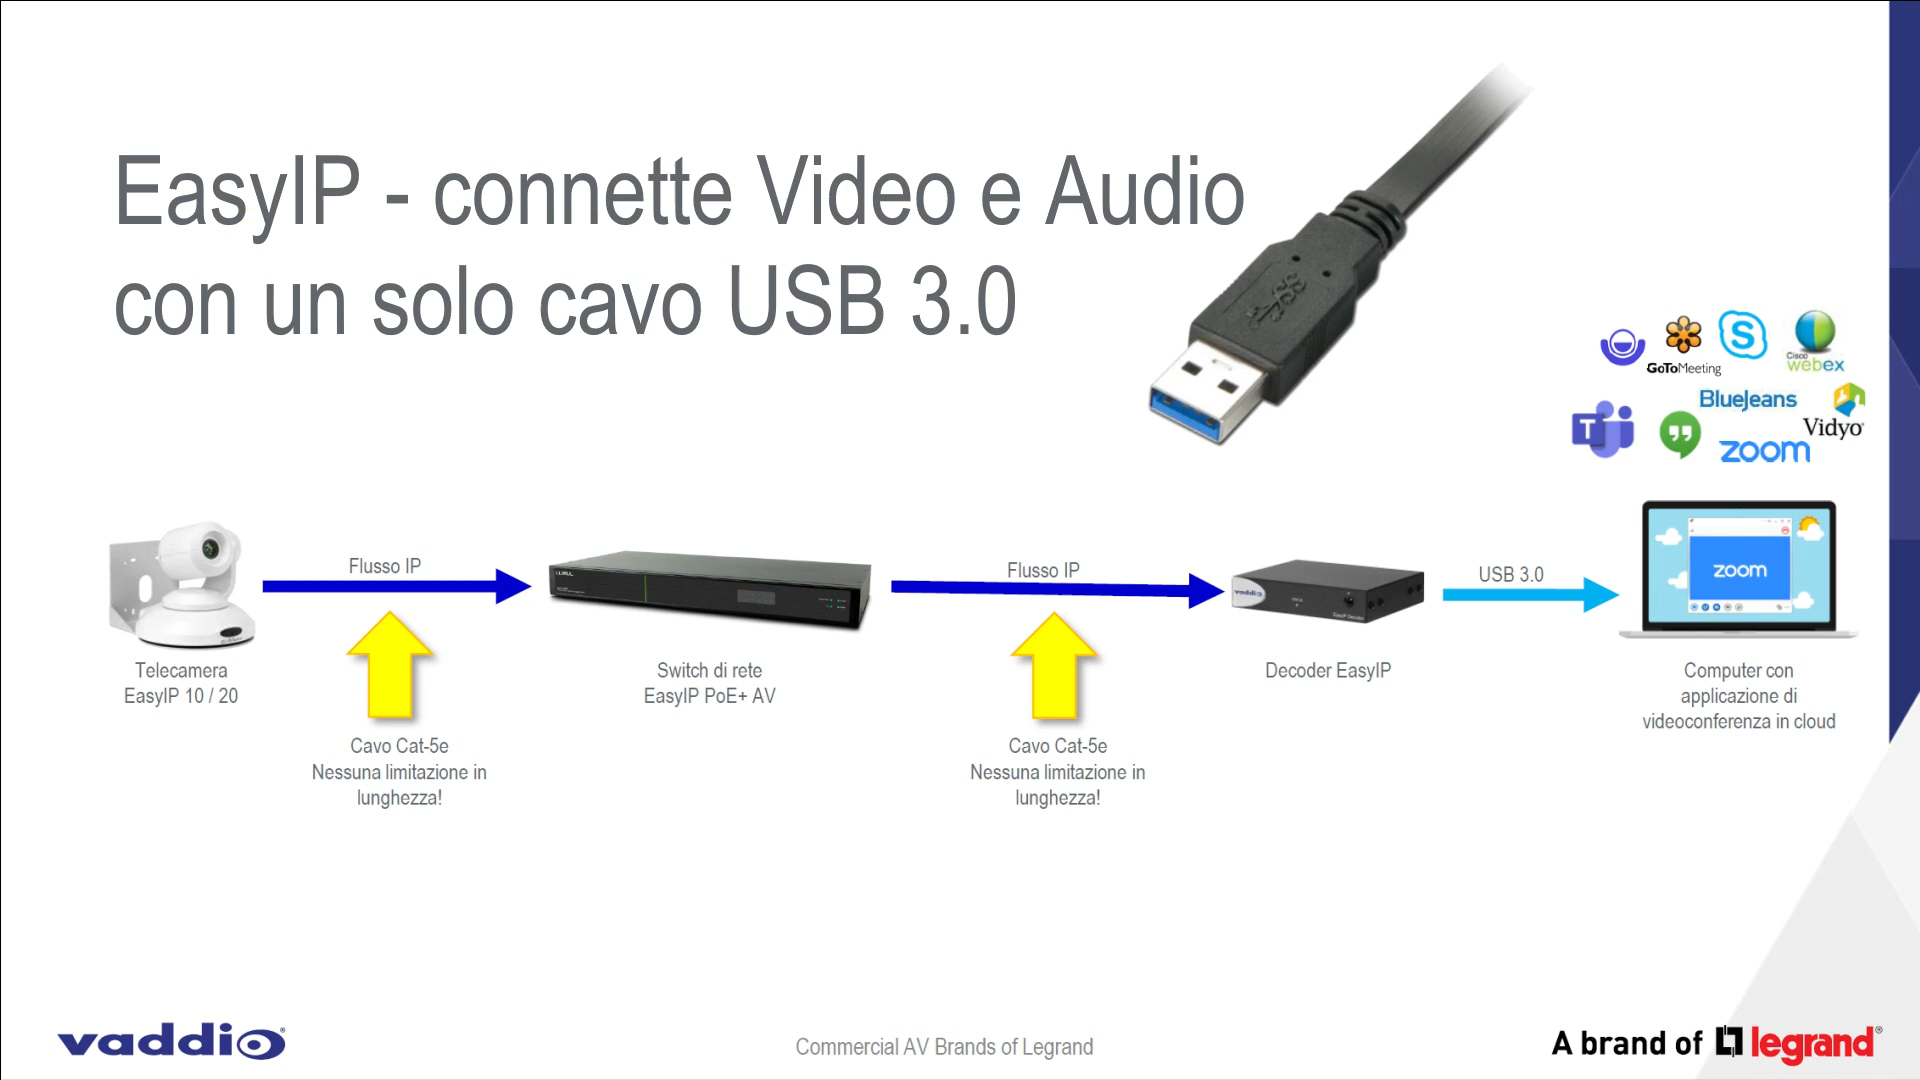 EasyIP - connette Video e Audio
con un solo cavo USB 3.0
GoToMeeting
Cisco
webex
BlueJeans
Vidyo
zoom
T
S
Flusso IP
Flusso IP
USB 3.0
vaddio
zoom
Telecamera
EasyIP 10 / 20
Switch di rete
EasyIP PoE+ AV
Decoder EasyIP
Computer con
applicazione di
videoconferenza in cloud
Cavo Cat-5e
Nessuna limitazione in
lunghezza!
Cavo Cat-5e
Nessuna limitazione in
lunghezza!
vaddio
Commercial AV Brands of Legrand
A brand of legrand